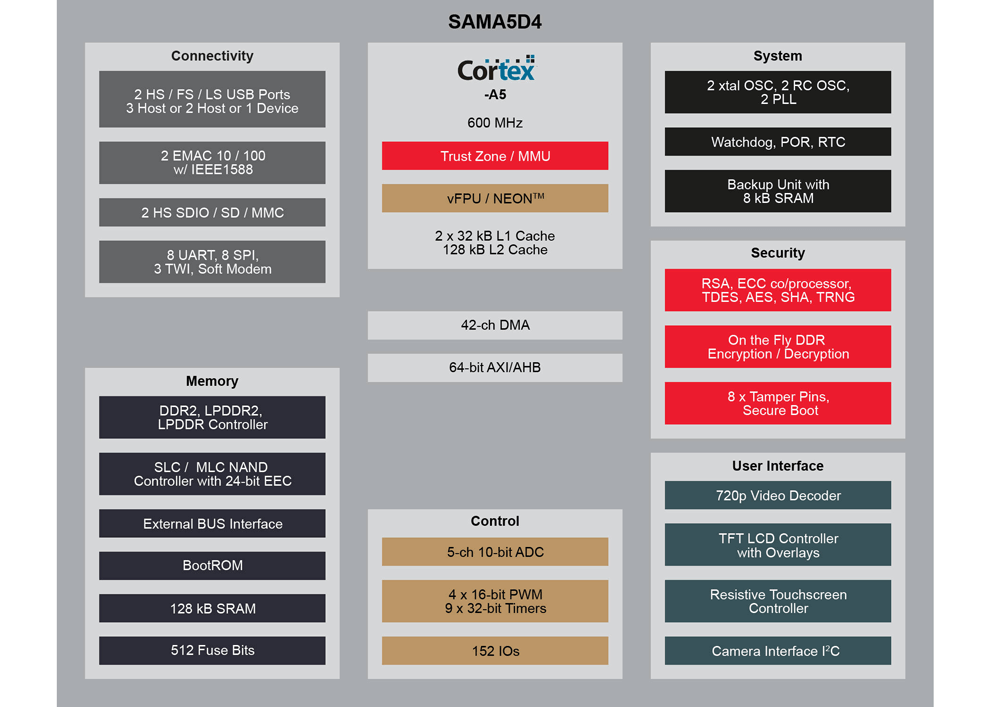 SAMA5D4
Connectivity
2 HS / FS / LS USB Ports
3 Host or 2 Host or 1 Device
2 EMAC 10 / 100
w/ IEEE1588
2 HS SDIO / SD / MMC
8 UART, 8 SPI,
3 TWI, Soft Modem
Memory
DDR2, LPDDR2,
LPDDR Controller
SLC / MLC NAND
Controller with 24-bit EEC
External BUS Interface
BootROM
128 kB SRAM
512 Fuse Bits
Cortex
-A5
600 MHz
Trust Zone / MMU
vFPU / NEON™
2 x 32 kB L1 Cache
128 kB L2 Cache
42-ch DMA
64-bit AXI/AHB
Control
5-ch 10-bit ADC
4 x 16-bit PWM
9 x 32-bit Timers
152 IOs
System
2 xtal OSC, 2 RC OSC,
2 PLL
Watchdog, POR, RTC
Backup Unit with
8 kB SRAM
Security
RSA, ECC co/processor,
TDES, AES, SHA, TRNG
On the Fly DDR
Encryption / Decryption
8 x Tamper Pins,
Secure Boot
User Interface
720p Video Decoder
TFT LCD Controller
with Overlays
Resistive Touchscreen
Controller
Camera Interface I²C